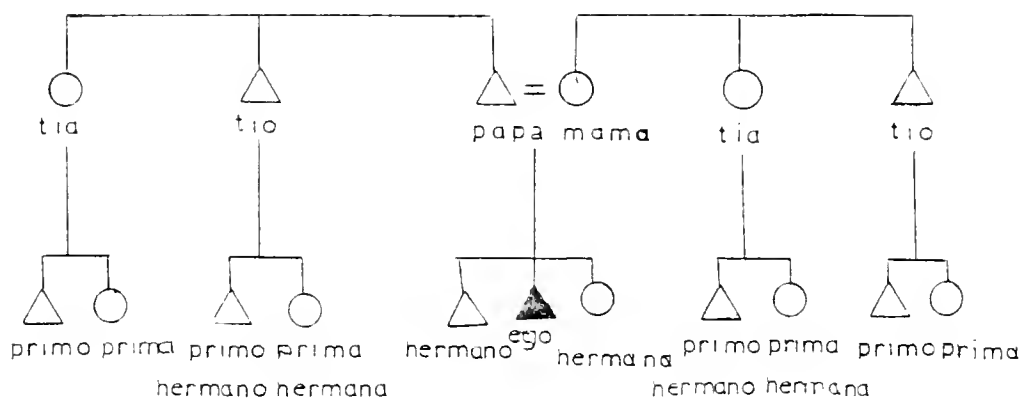 tia tio papa mama tia tio
primo prima primo prima hermano ego hermana primo prima primo prima
hermano hermana hermano hermana